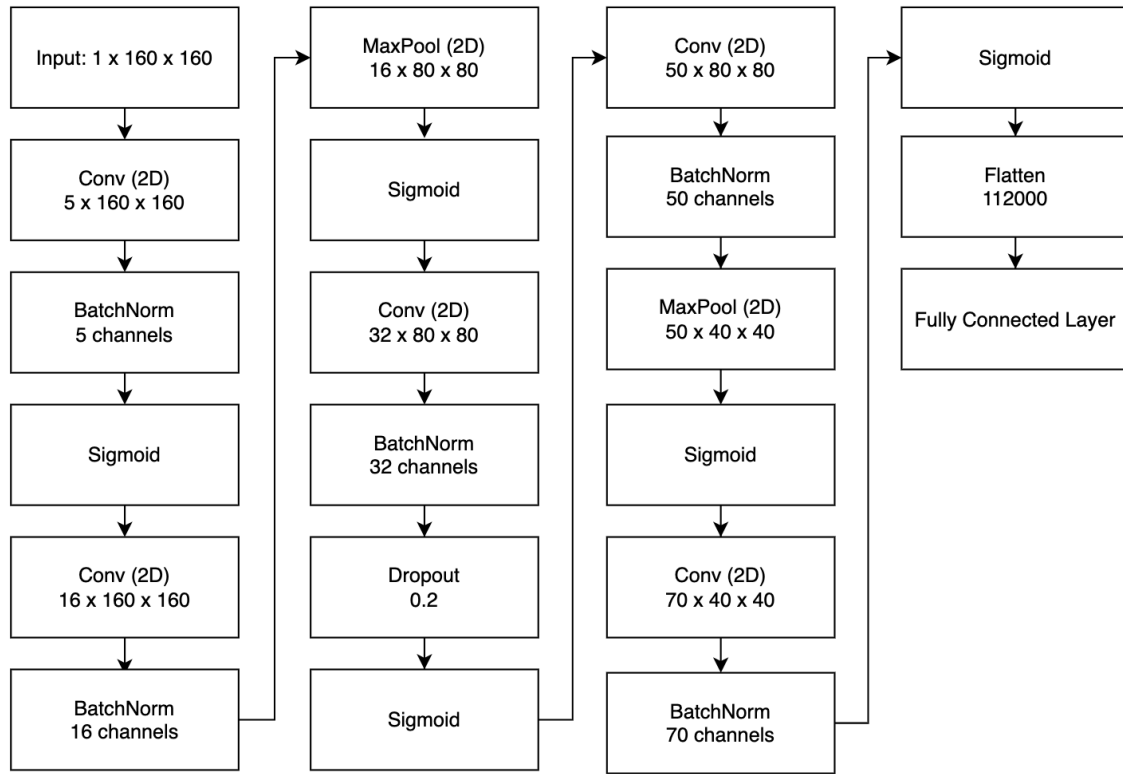 Input: 1 x 160 x 160
Conv (2D)
5 x 160 x 160
BatchNorm
5 channels
Sigmoid
Conv (2D)
16 x 160 x 160
BatchNorm
16 channels
MaxPool (2D)
16 x 80 x 80
Sigmoid
Conv (2D)
32 x 80 x 80
BatchNorm
32 channels
Dropout
0.2
Sigmoid
Conv (2D)
50 x 80 x 80
BatchNorm
50 channels
MaxPool (2D)
50 x 40 x 40
Sigmoid
Conv (2D)
70 x 40 x 40
BatchNorm
70 channels
Sigmoid
Flatten
112000
Fully Connected Layer